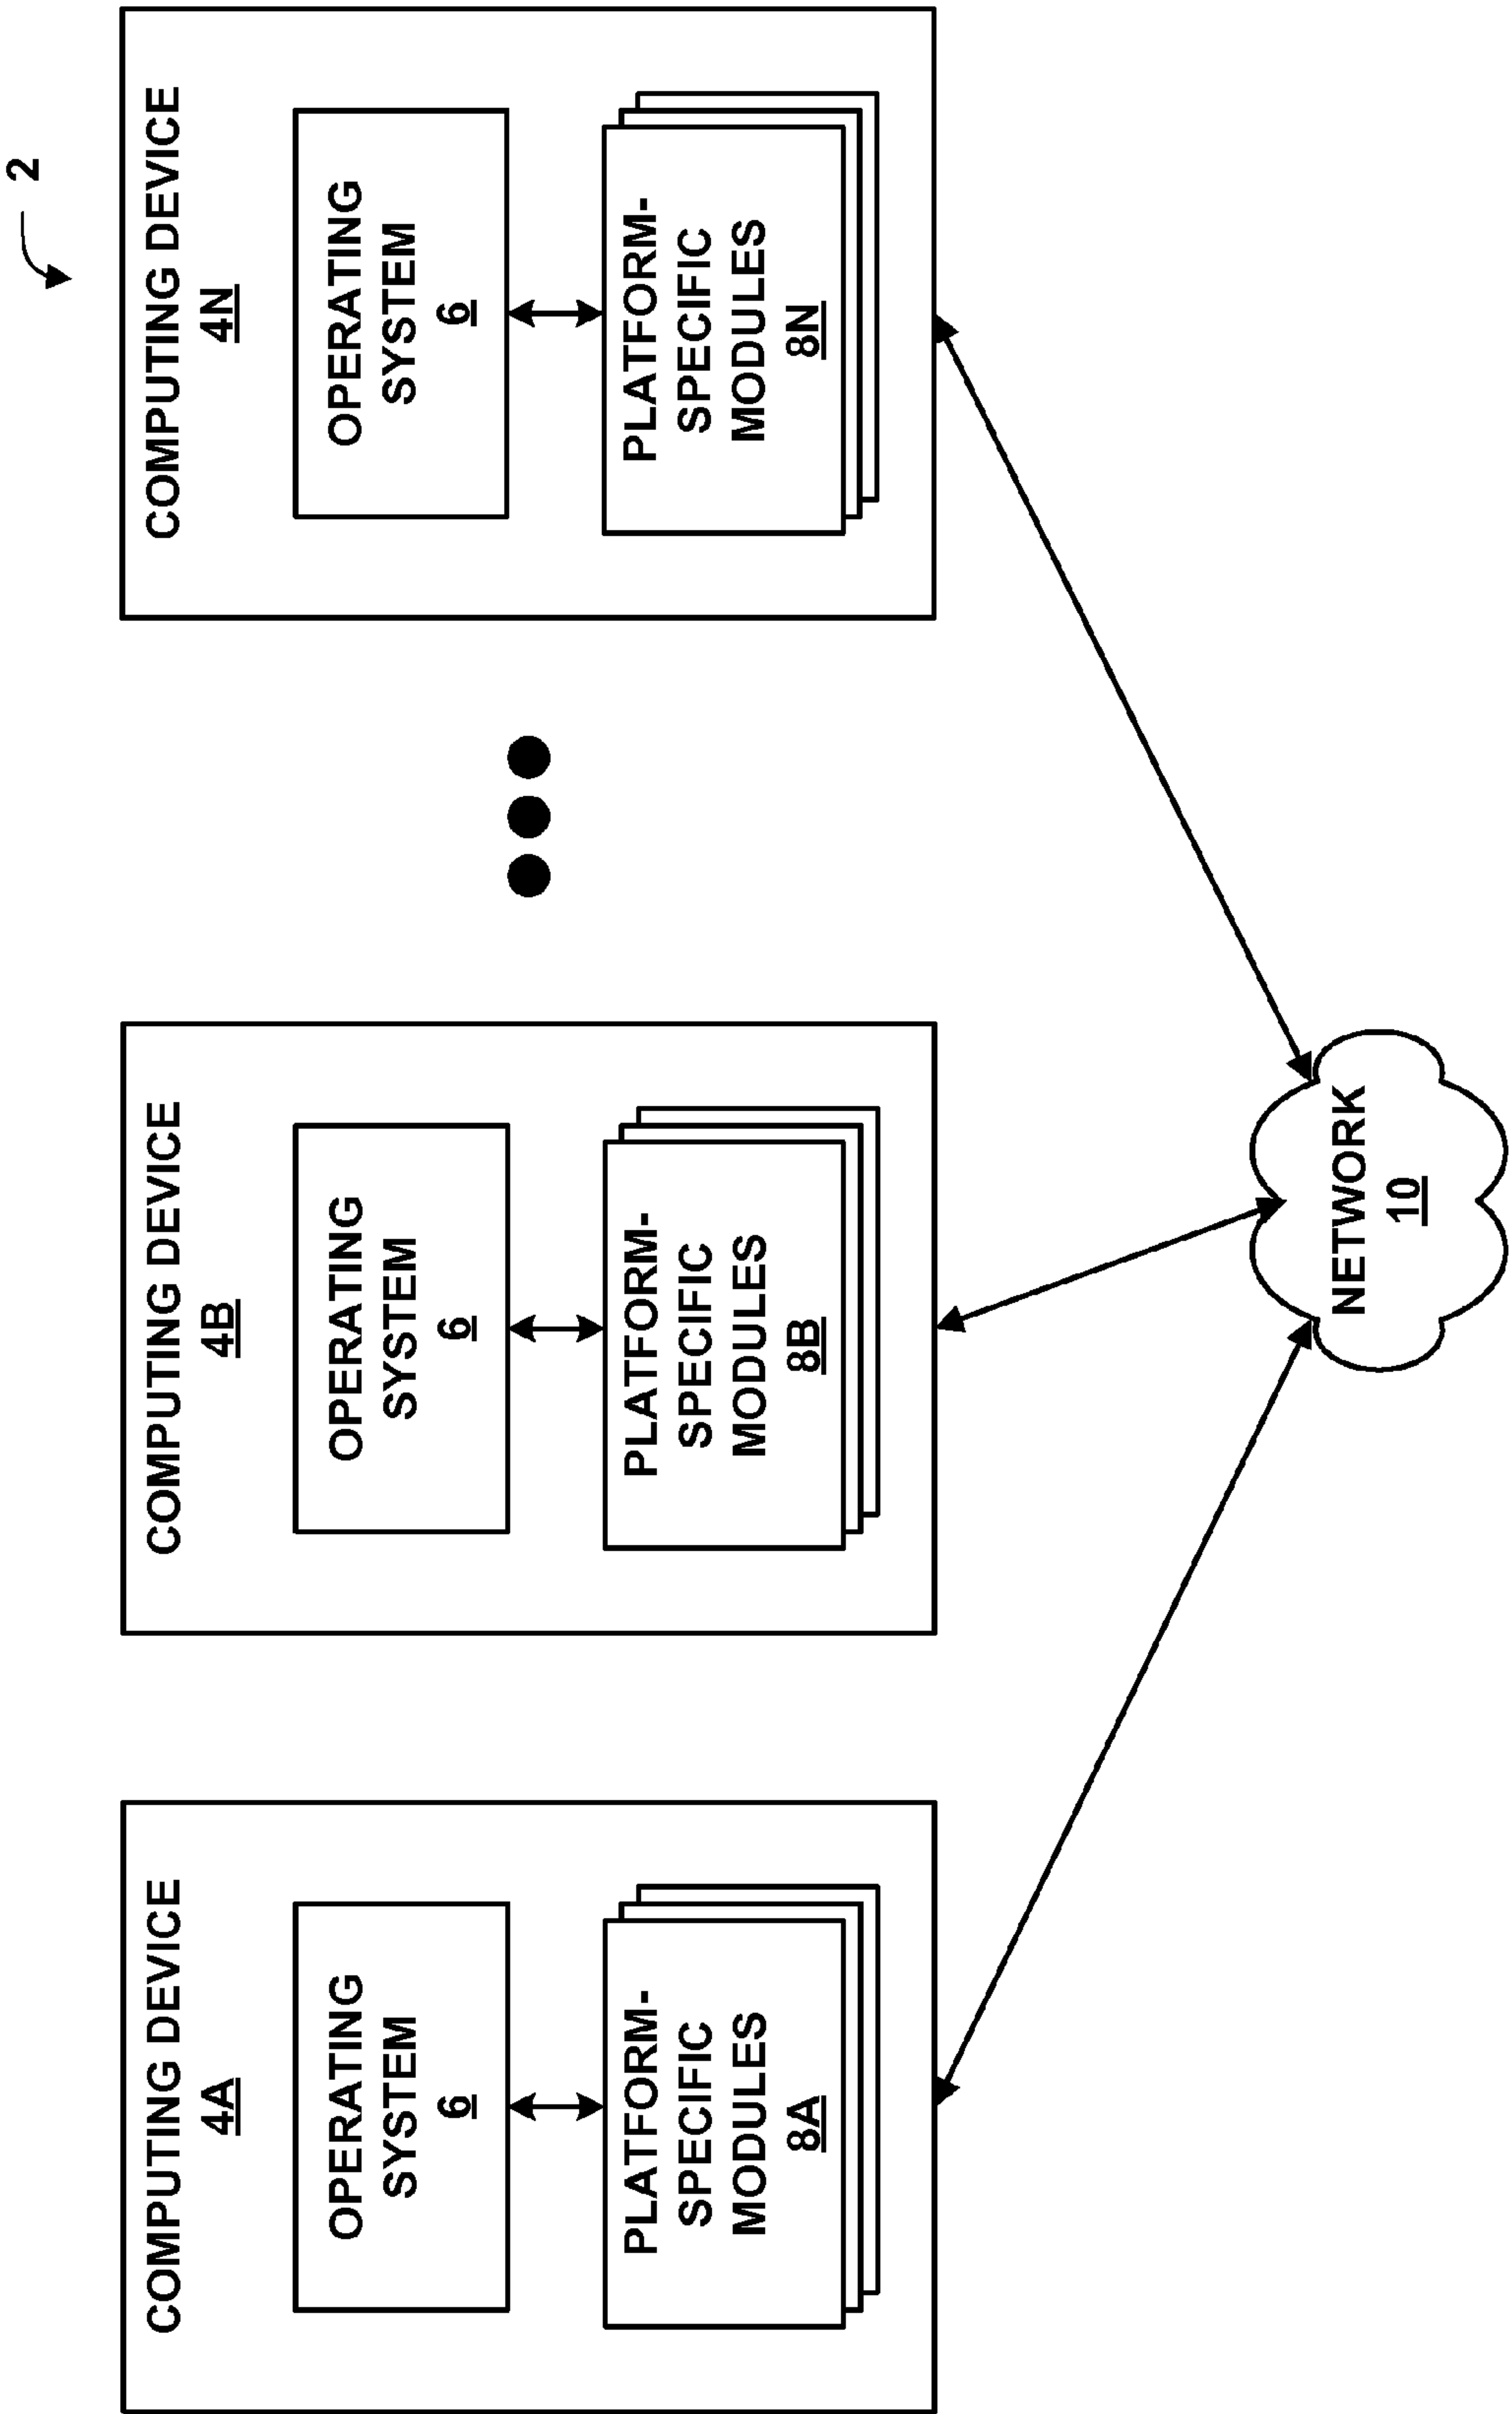 2
COMPUTING DEVICE
4A
OPERATING
SYSTEM
6
PLATFORM-
SPECIFIC
MODULES
8A
COMPUTING DEVICE
4B
OPERATING
SYSTEM
6
PLATFORM-
SPECIFIC
MODULES
8B
COMPUTING DEVICE
4N
OPERATING
SYSTEM
6
PLATFORM-
SPECIFIC
MODULES
8N
NETWORK
10